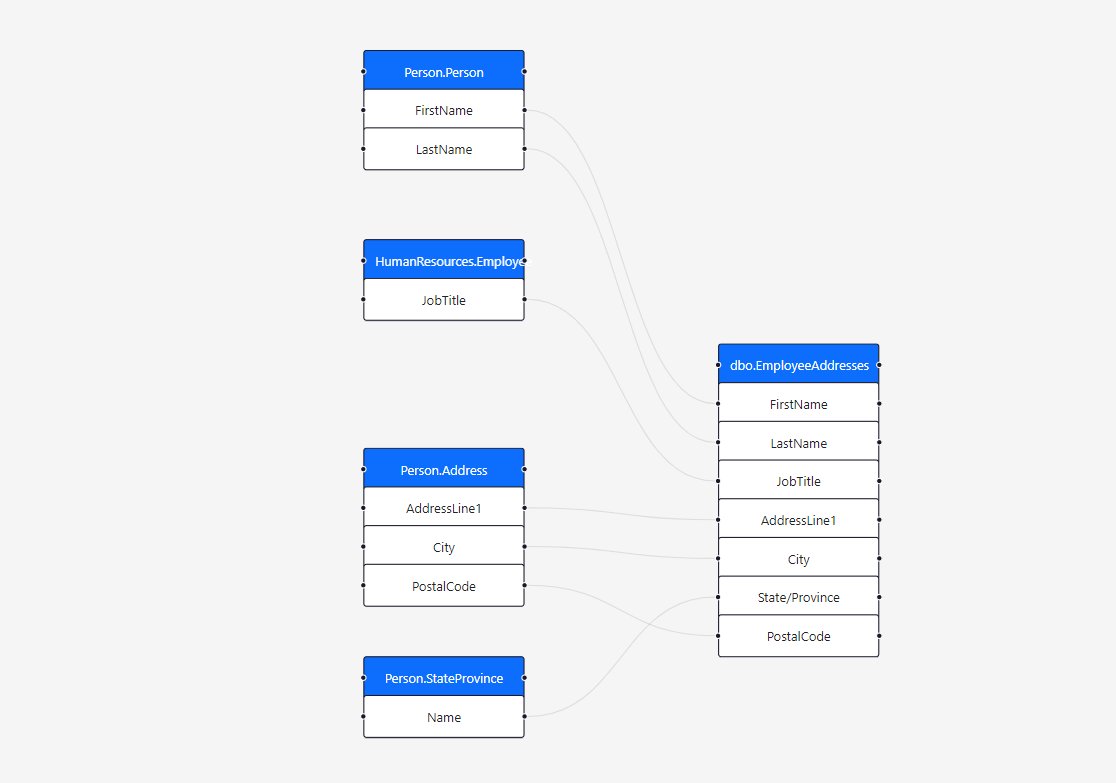 Person.Person
FirstName
LastName
HumanResources.Employee
JobTitle
dbo.EmployeeAddresses
FirstName
LastName
JobTitle
AddressLine1
City
State/Province
PostalCode
Person.Address
AddressLine1
City
PostalCode
Person.StateProvince
Name